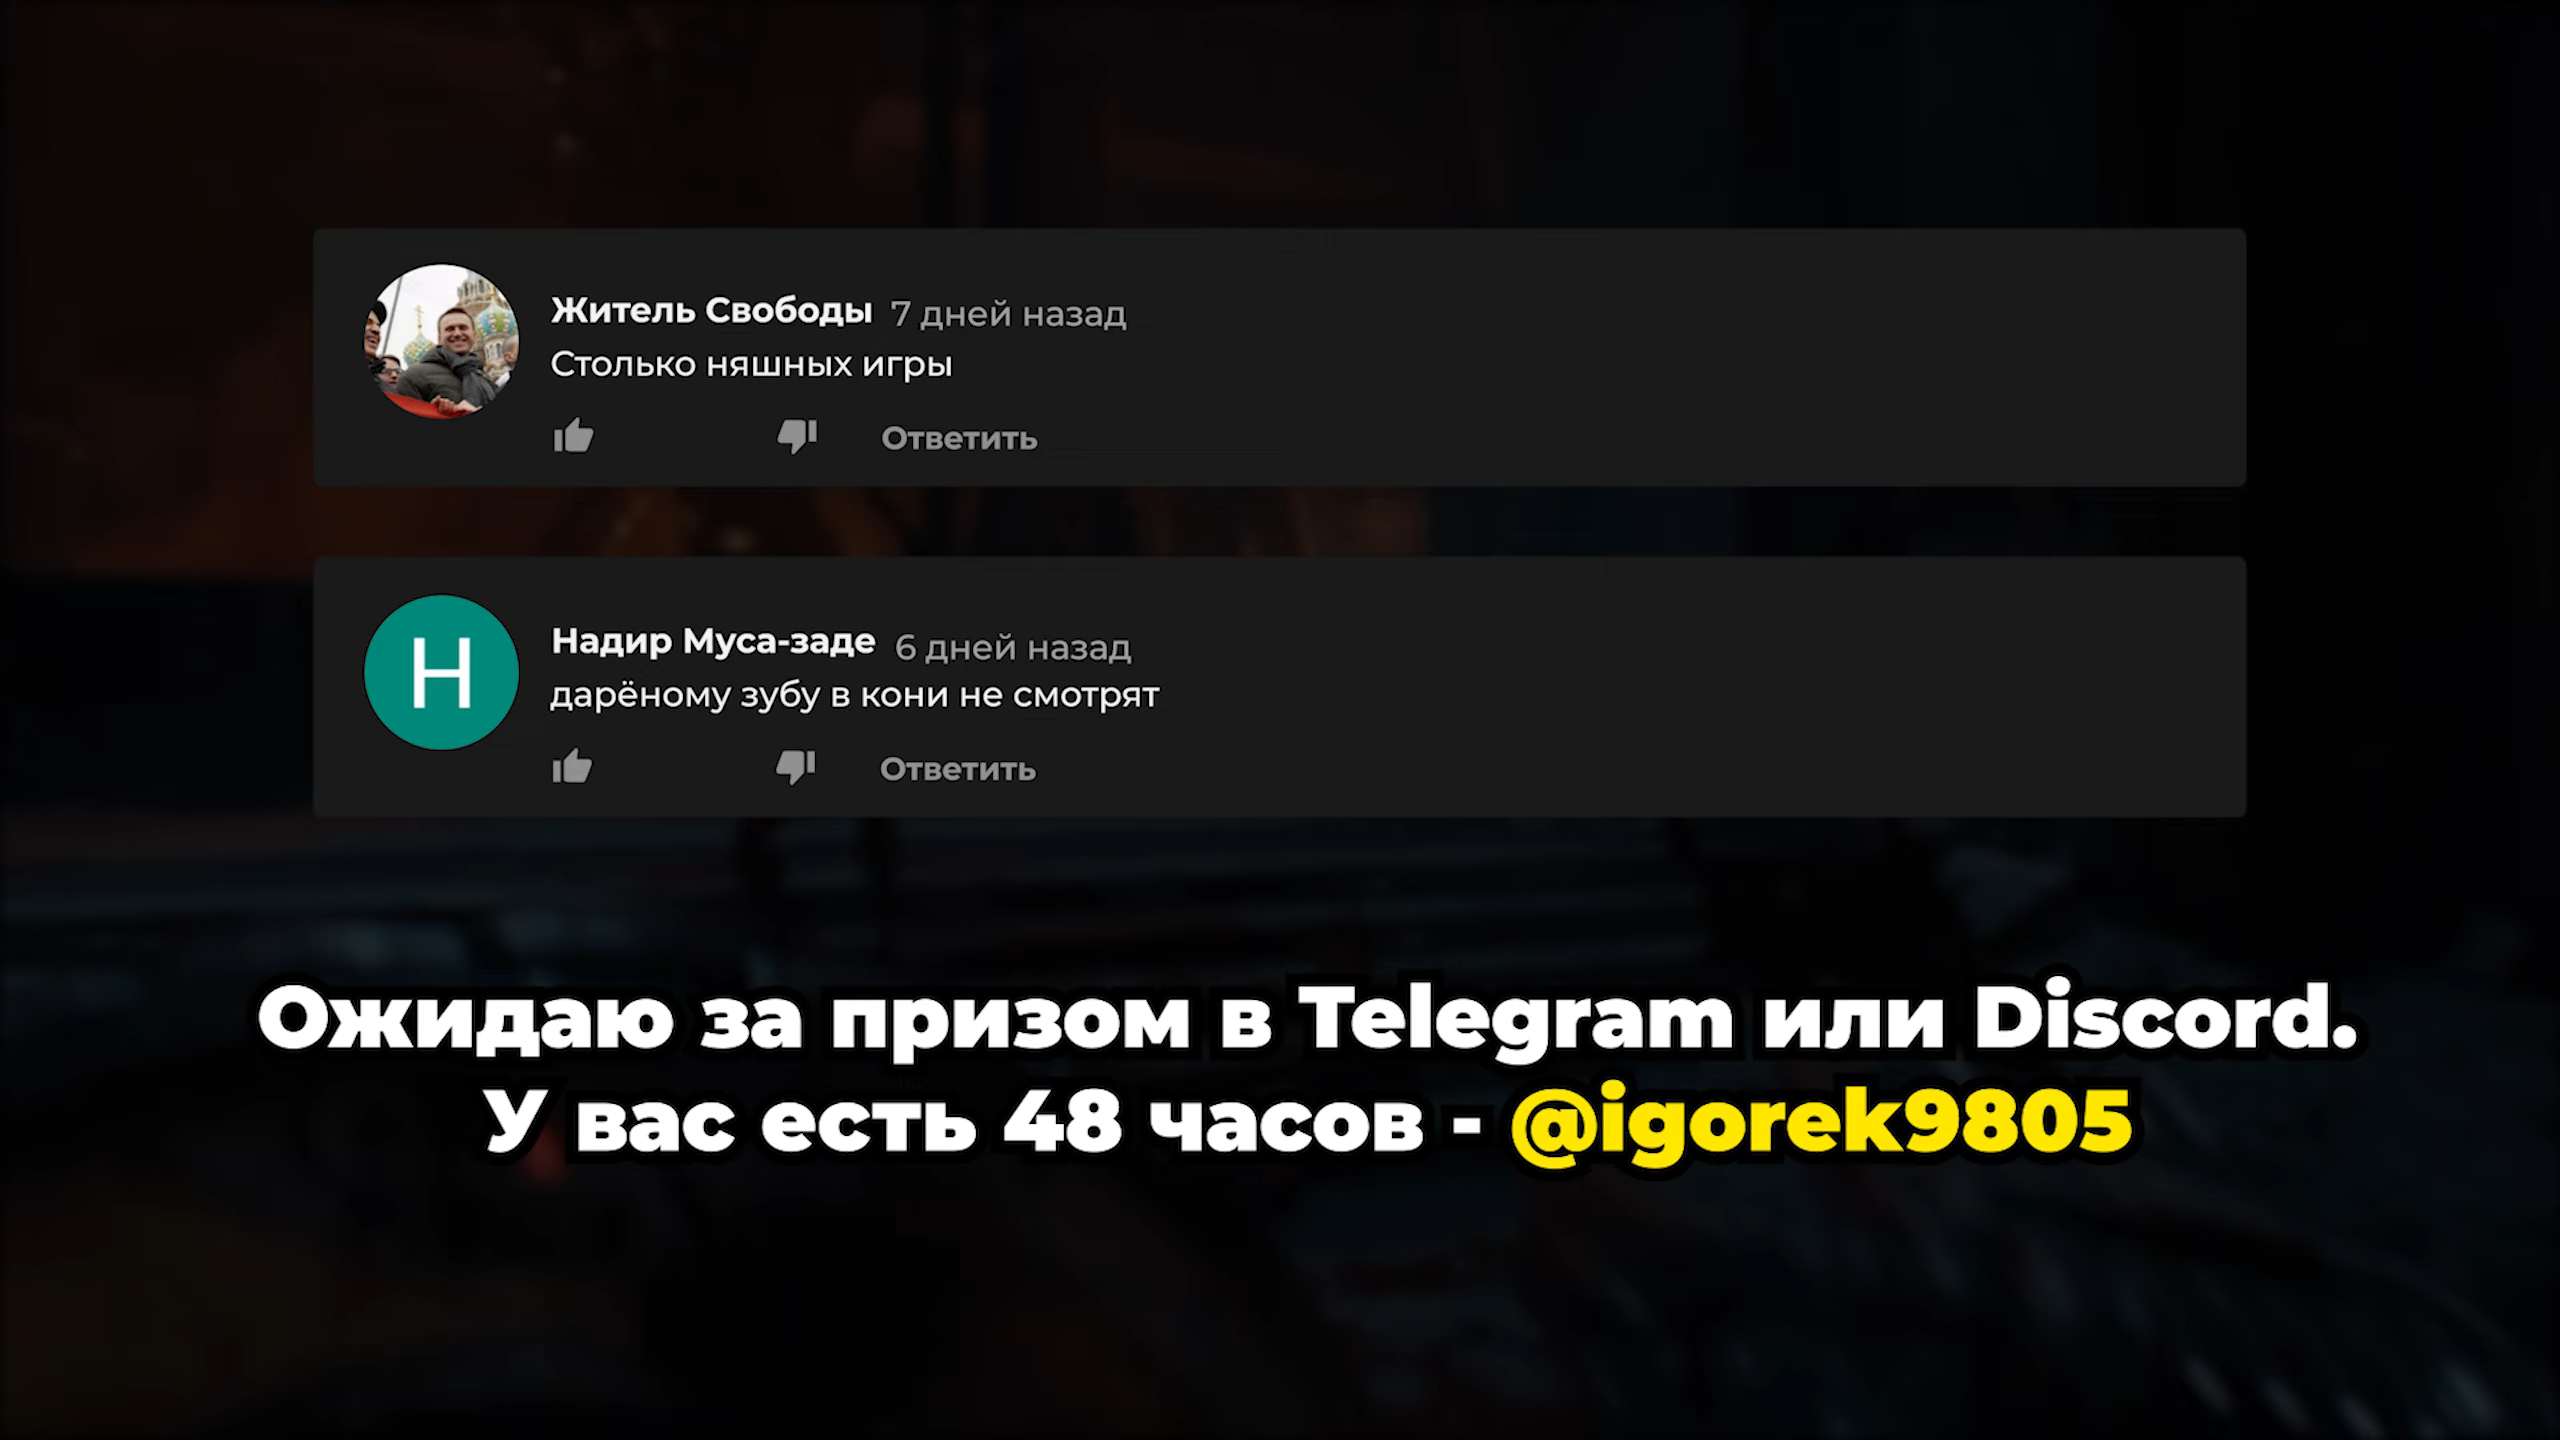 Житель Свободы 7 дней назад
Столько няшных игры
Ответить
Н
Надир Муса-заде 6 дней назад
дарёному зубу в кони не смотрят
Ответить
Ожидаю за призом в Telegram или Discord.
У вас есть 48 часов - @igorek9805